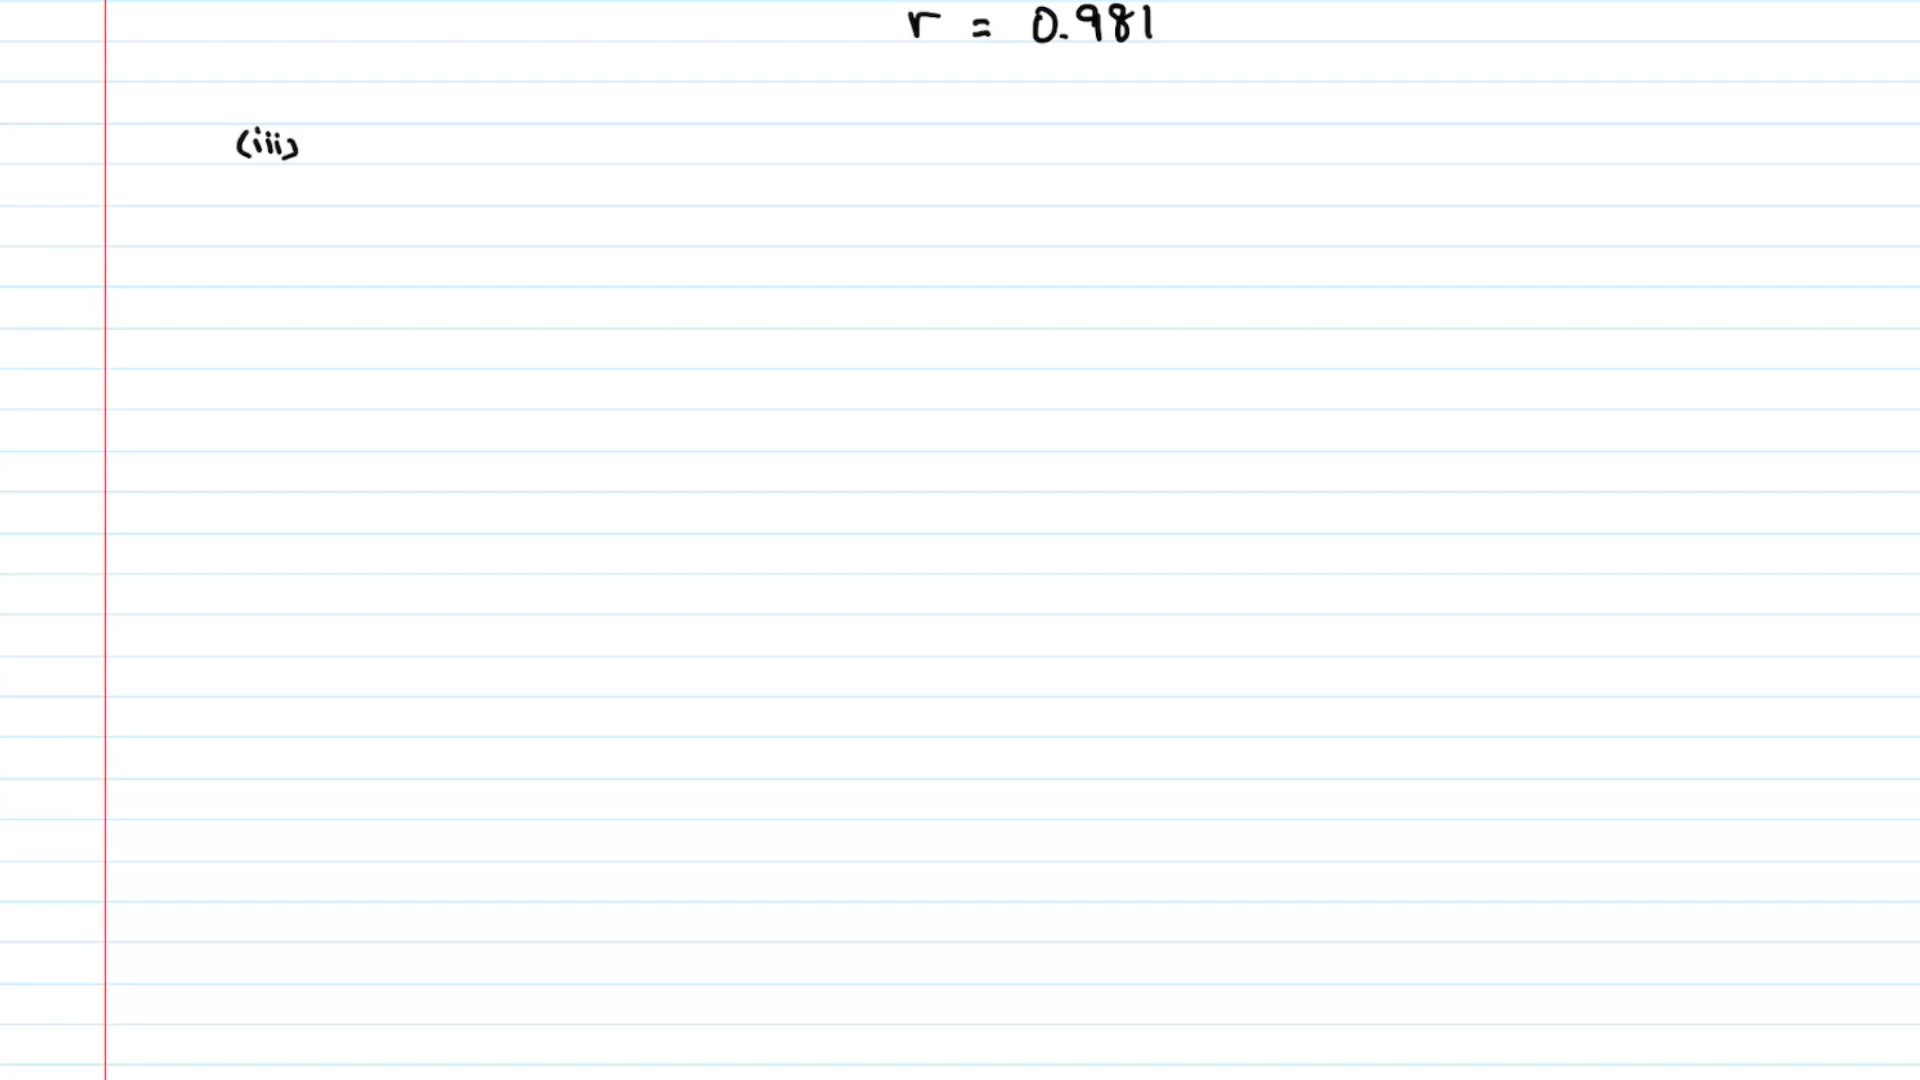 r = 0.981
(iii)